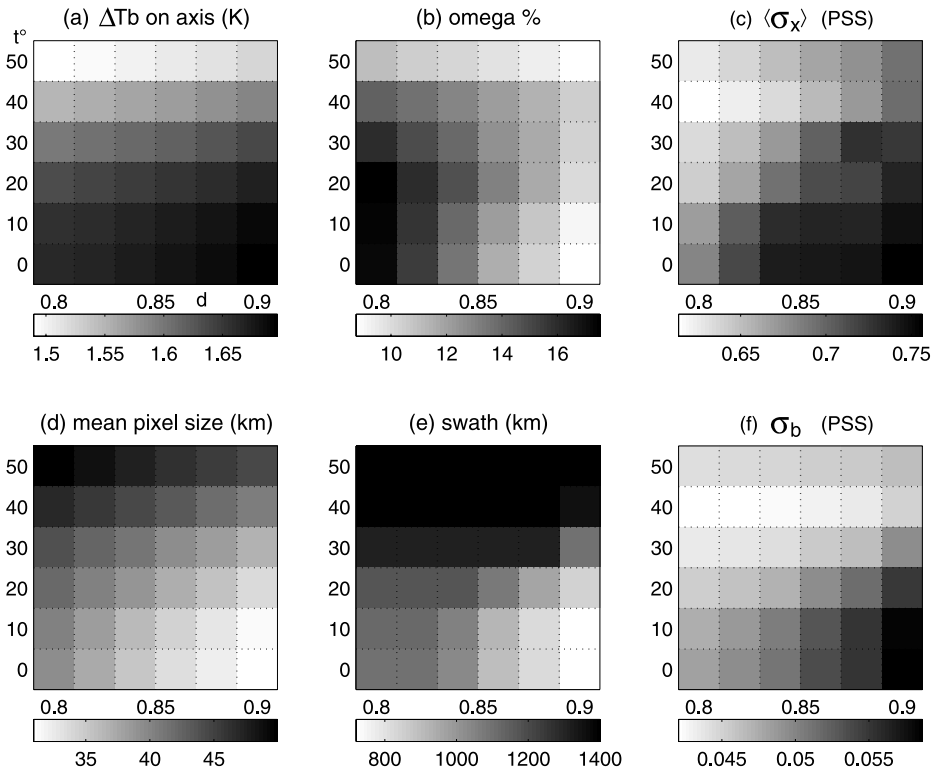 (a) ΔTb on axis (K)
t°
50
40
30
20
10
0
0.8 0.85 d 0.9
1.5 1.55 1.6 1.65
(b) omega %
50
40
30
20
10
0
0.8 0.85 0.9
10 12 14 16
(c) ⟨σx⟩ (PSS)
50
40
30
20
10
0
0.8 0.85 0.9
0.65 0.7 0.75
(d) mean pixel size (km)
50
40
30
20
10
0
0.8 0.85 0.9
35 40 45
(e) swath (km)
50
40
30
20
10
0
0.8 0.85 0.9
800 1000 1200 1400
(f) σb (PSS)
50
40
30
20
10
0
0.8 0.85 0.9
0.045 0.05 0.055